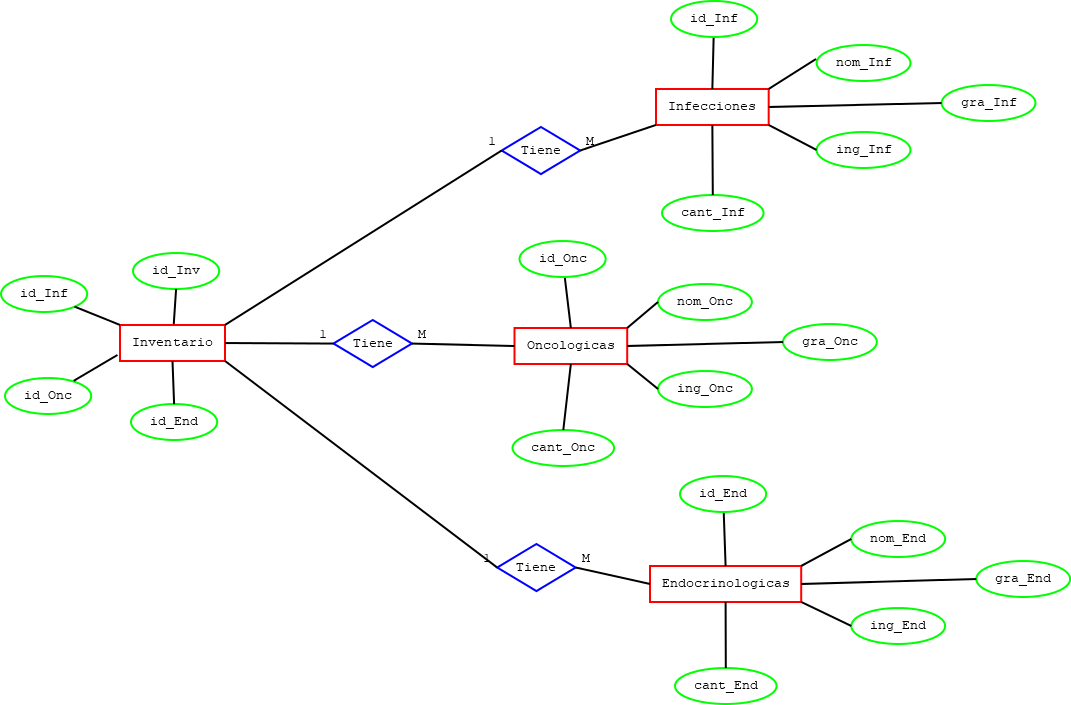 id_Inf
nom_Inf
Infecciones
gra_Inf
1
Tiene
M
ing_Inf
cant_Inf
id_Onc
id_Inv
id_Inf
nom_Onc
Inventario
1
Tiene
M
Oncologicas
gra_Onc
id_Onc
ing_Onc
id_End
cant_Onc
id_End
nom_End
1
Tiene
M
Endocrinologicas
gra_End
ing_End
cant_End